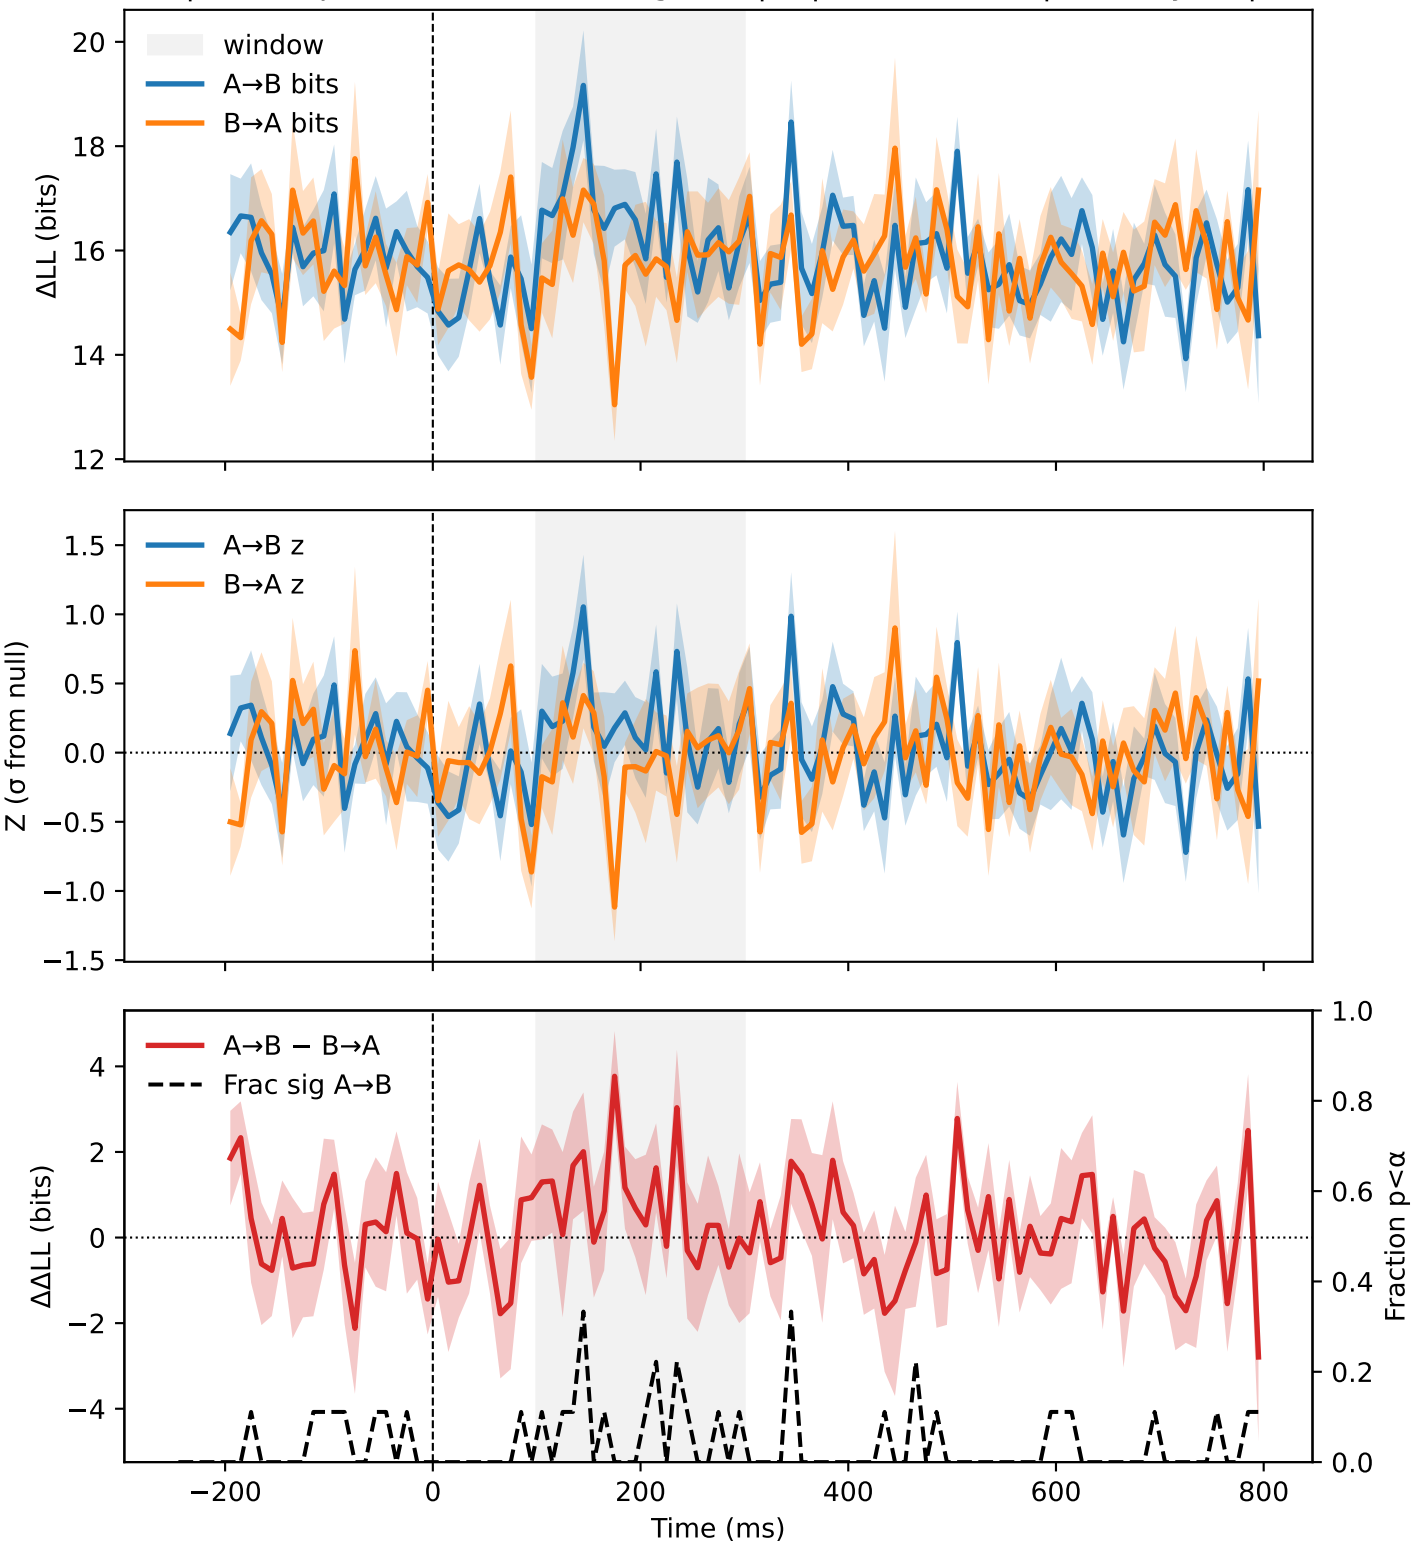 20
18
16
14
12
ΔLL (bits)
window
A→B bits
B→A bits
1.5
1.0
0.5
0.0
−0.5
−1.0
−1.5
Z (σ from null)
A→B z
B→A z
4
2
0
−2
−4
ΔΔLL (bits)
A→B − B→A
Frac sig A→B
1.0
0.8
0.6
0.4
0.2
0.0
Fraction p<α
−200
0
200
400
600
800
Time (ms)